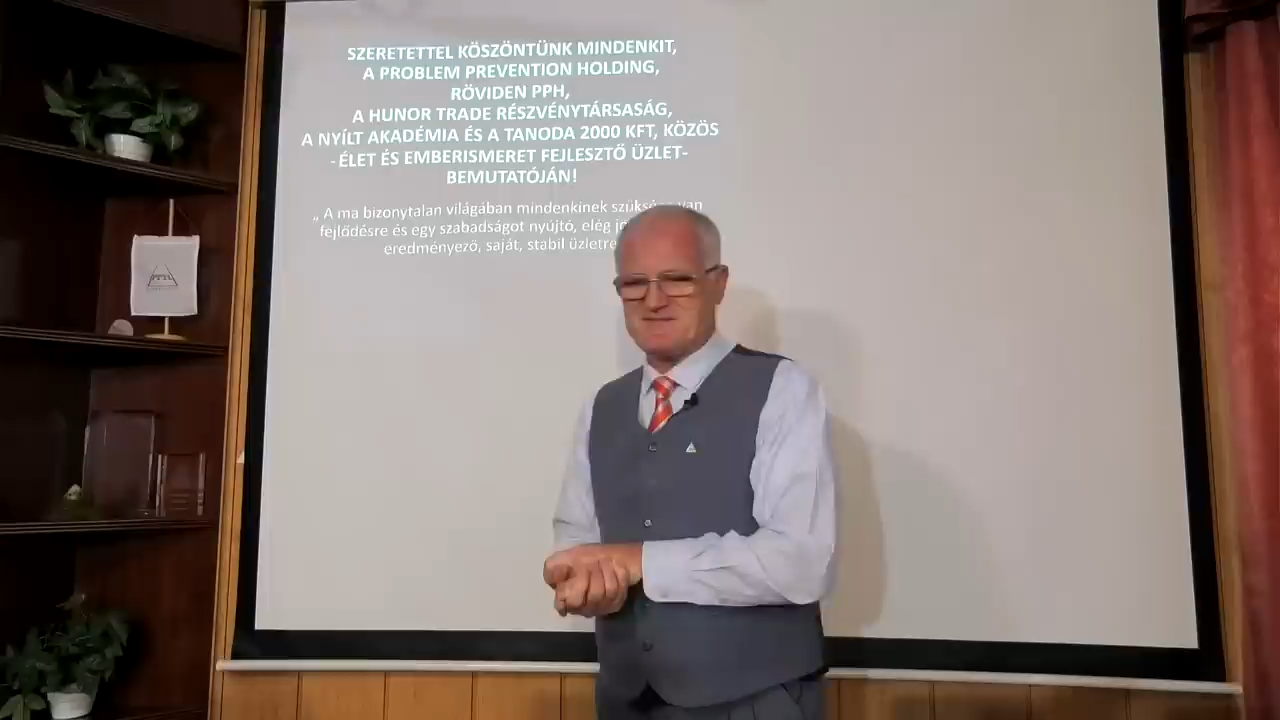 SZERETETTEL KÖSZÖNTÜNK MINDENKIT,
A PROBLEM PREVENTION HOLDING,
RÖVIDEN PPH,
A HUNOR TRADE RÉSZVÉNYTÁRSASÁG,
A NYÍLT AKADÉMIA ÉS A TANODA 2000 KFT, KÖZÖS
- ÉLET ÉS EMBERISMERET FEJLESZTŐ ÜZLET-
BEMUTATÓJÁN!
„ A ma bizonytalan világában mindenkinek van
fejlődésre és egy szabadságot nyújtó, elég
eredményező, saját, stabil